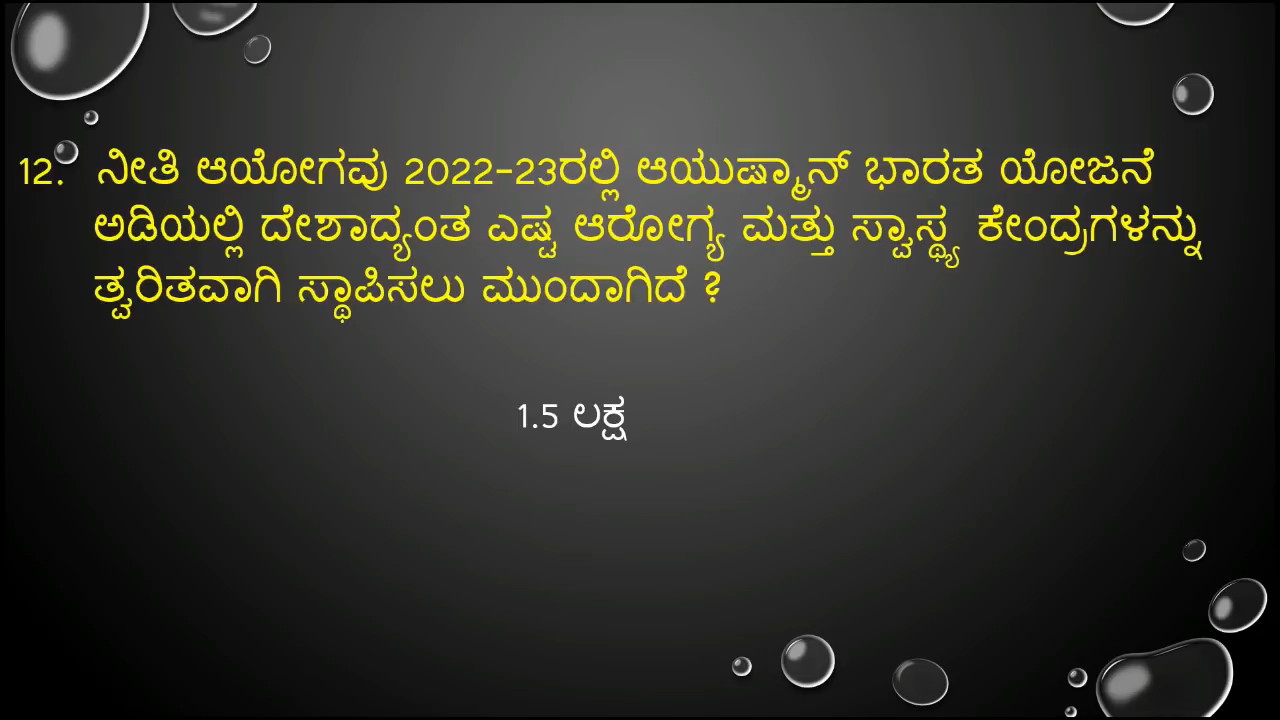 12. ನೀತಿ ಆಯೋಗವು 2022-23ರಲ್ಲಿ ಆಯುಷ್ಮಾನ್ ಭಾರತ ಯೋಜನೆ
ಅಡಿಯಲ್ಲಿ ದೇಶಾದ್ಯಂತ ಎಷ್ಟ ಆರೋಗ್ಯ ಮತ್ತು ಸ್ವಾಸ್ಥ್ಯ ಕೇಂದ್ರಗಳನ್ನು
ತ್ವರಿತವಾಗಿ ಸ್ಥಾಪಿಸಲು ಮುಂದಾಗಿದೆ ?
1.5 ಲಕ್ಷ